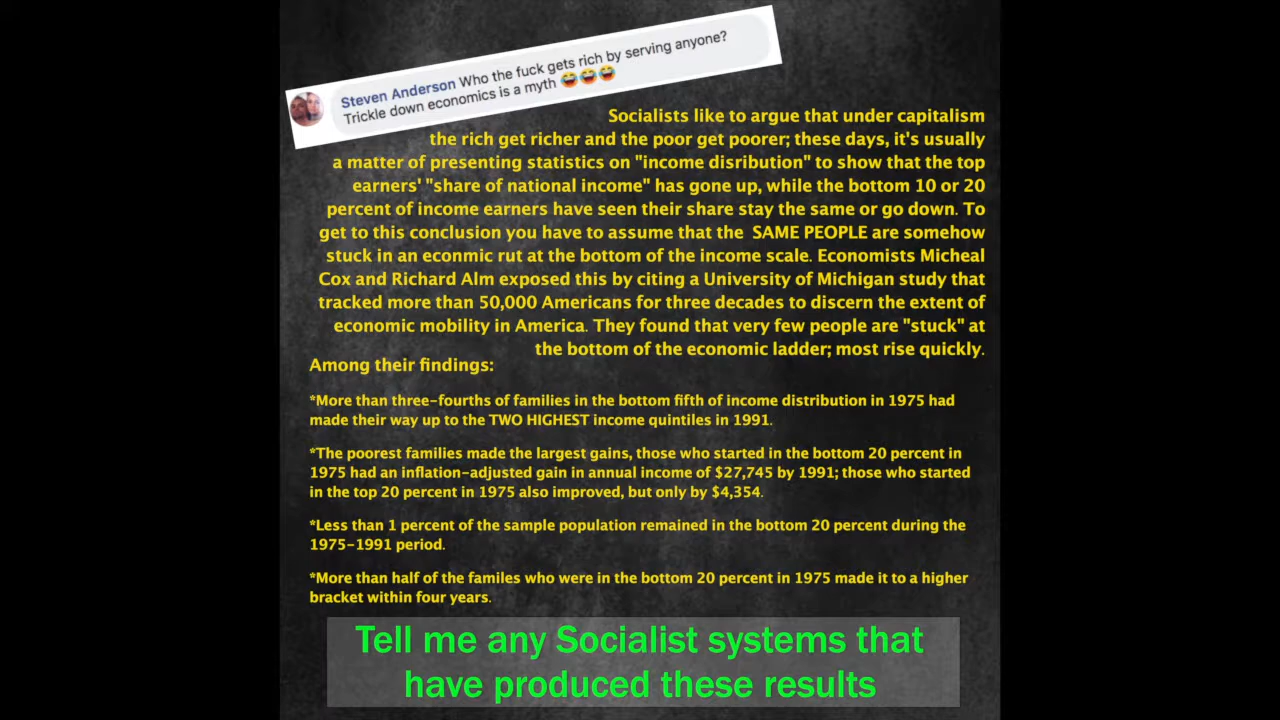 Steven Anderson Who the fuck gets rich by serving anyone?
Trickle down economics is a myth 😂😂😂
Socialists like to argue that under capitalism
the rich get richer and the poor get poorer; these days, it's usually
a matter of presenting statistics on "income disribution" to show that the top
earners' "share of national income" has gone up, while the bottom 10 or 20
percent of income earners have seen their share stay the same or go down. To
get to this conclusion you have to assume that the SAME PEOPLE are somehow
stuck in an econmic rut at the bottom of the income scale. Economists Micheal
Cox and Richard Alm exposed this by citing a University of Michigan study that
tracked more than 50,000 Americans for three decades to discern the extent of
economic mobility in America. They found that very few people are "stuck" at
the bottom of the economic ladder; most rise quickly.
Among their findings:
*More than three-fourths of families in the bottom fifth of income distribution in 1975 had
made their way up to the TWO HIGHEST income quintiles in 1991.
*The poorest families made the largest gains, those who started in the bottom 20 percent in
1975 had an inflation-adjusted gain in annual income of $27,745 by 1991; those who started
in the top 20 percent in 1975 also improved, but only by $4,354.
*Less than 1 percent of the sample population remained in the bottom 20 percent during the
1975-1991 period.
*More than half of the familes who were in the bottom 20 percent in 1975 made it to a higher
bracket within four years.
Tell me any Socialist systems that
have produced these results